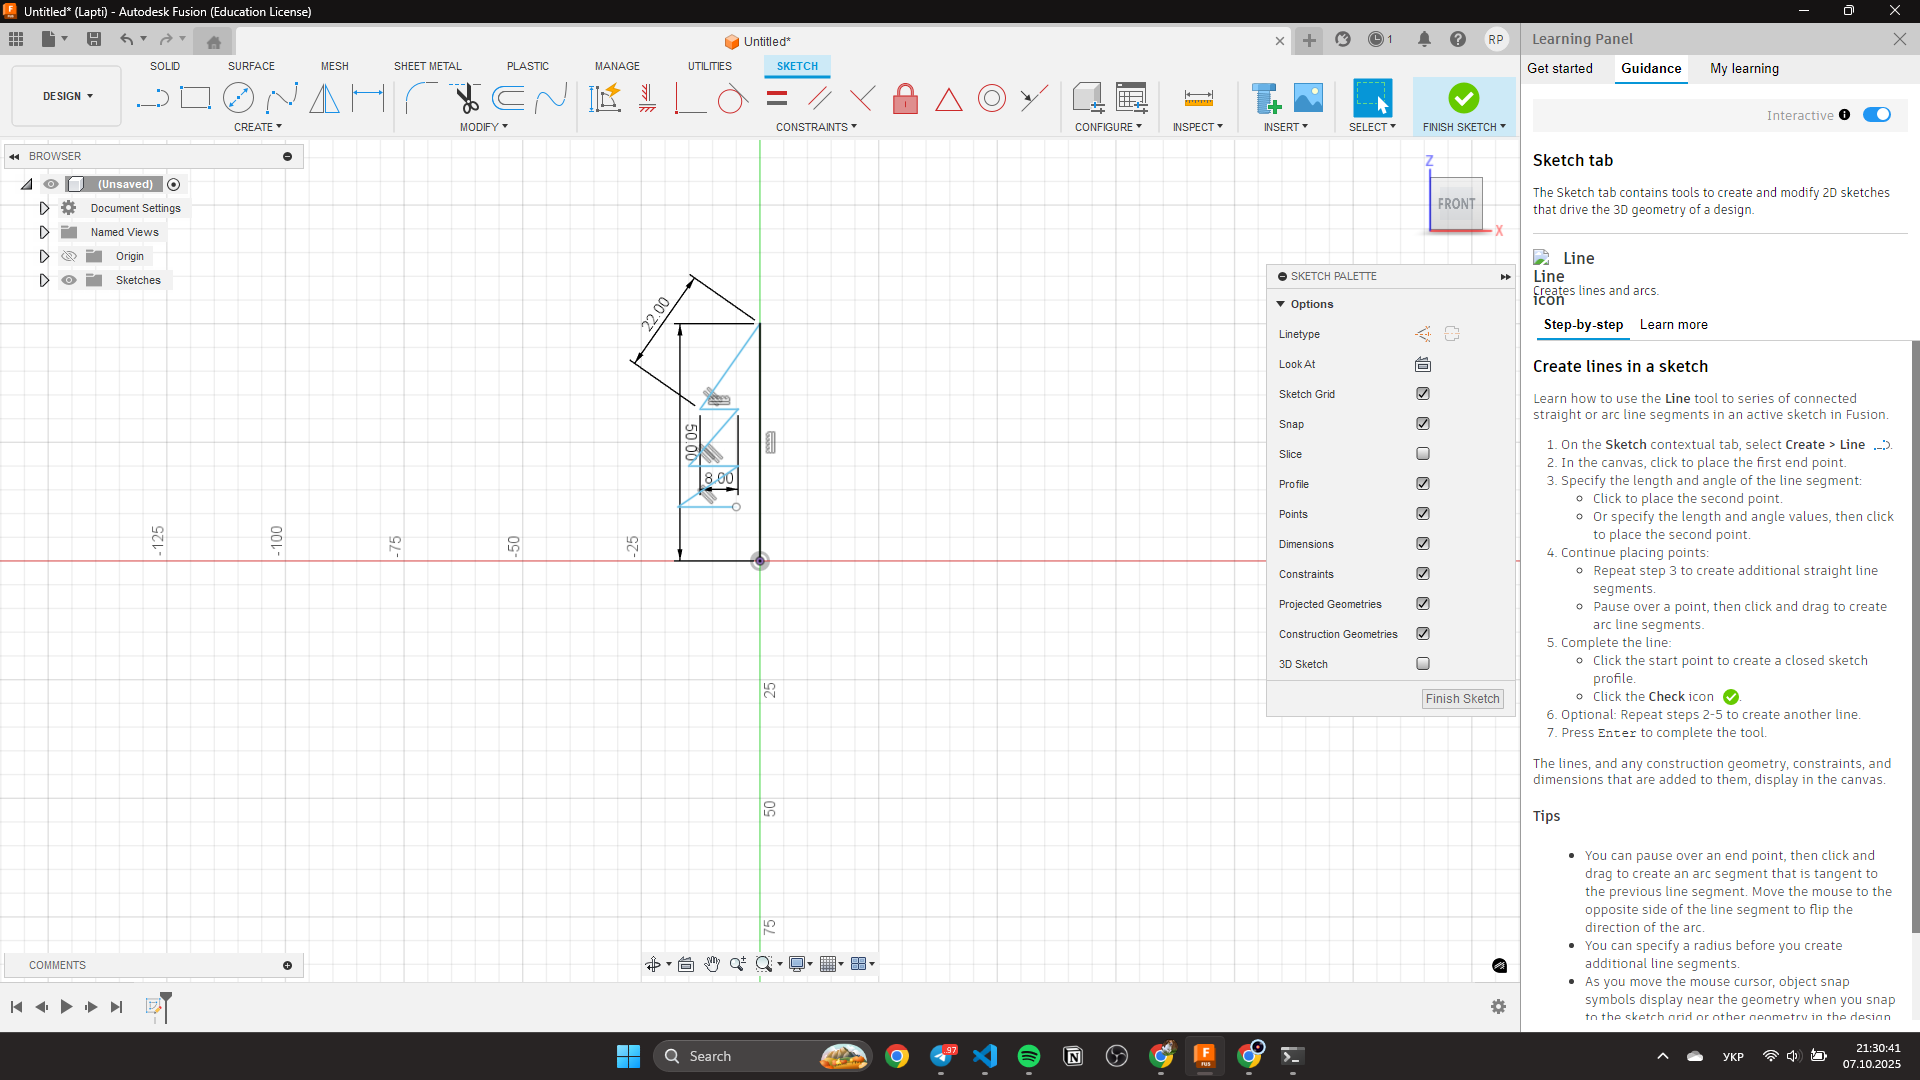 Untitled* (Lapti) - Autodesk Fusion (Education License)
Untitled*
1
RP
DESIGN
SOLID
SURFACE
MESH
SHEET METAL
PLASTIC
MANAGE
UTILITIES
SKETCH
CREATE
MODIFY
CONSTRAINTS
CONFIGURE
INSPECT
INSERT
SELECT
FINISH SKETCH
BROWSER
(Unsaved)
Document Settings
Named Views
Origin
Sketches
22.00
50.00
8.00
-125
-100
-75
-50
-25
25
50
75
Z
FRONT
X
SKETCH PALETTE
Options
Linetype
Look At
Sketch Grid
Snap
Slice
Profile
Points
Dimensions
Constraints
Projected Geometries
Construction Geometries
3D Sketch
Finish Sketch
COMMENTS
Learning Panel
Get started
Guidance
My learning
Interactive
Sketch tab
The Sketch tab contains tools to create and modify 2D sketches
that drive the 3D geometry of a design.
Line
Line
icon
Creates lines and arcs.
Step-by-step
Learn more
Create lines in a sketch
Learn how to use the Line tool to series of connected
straight or arc line segments in an active sketch in Fusion.
1. On the Sketch contextual tab, select Create > Line .
2. In the canvas, click to place the first end point.
3. Specify the length and angle of the line segment:
Click to place the second point.
Or specify the length and angle values, then click
to place the second point.
4. Continue placing points:
Repeat step 3 to create additional straight line
segments.
Pause over a point, then click and drag to create
arc line segments.
5. Complete the line:
Click the start point to create a closed sketch
profile.
Click the Check icon .
6. Optional: Repeat steps 2-5 to create another line.
7. Press Enter to complete the tool.
The lines, and any construction geometry, constraints, and
dimensions that are added to them, display in the canvas.
Tips
You can pause over an end point, then click and
drag to create an arc segment that is tangent to
the previous line segment. Move the mouse to the
opposite side of the line segment to flip the
direction of the arc.
You can specify a radius before you create
additional line segments.
As you move the mouse cursor, object snap
symbols display near the geometry when you snap
to the sketch grid or other geometry in the design
Search
97
УКР
21:30:41
07.10.2025